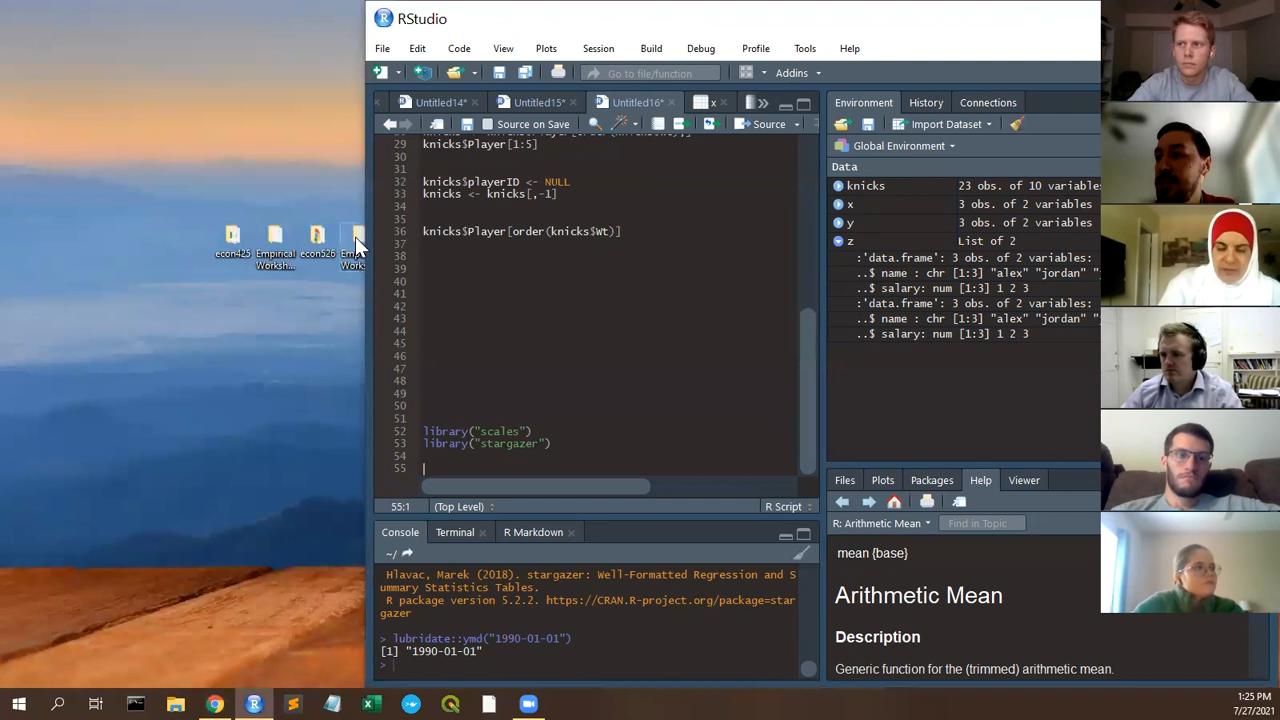 RStudio
File Edit Code View Plots Session Build Debug Profile Tools Help
Go to file/function Addins
Untitled14* Untitled15* Untitled16* x
Source on Save Source
29 knicks$Player[1:5]
30
31
32 knicks$playerID <- NULL
33 knicks <- knicks[,-1]
34
35
36 knicks$Player[order(knicks$Wt)]
37
38
39
40
41
42
43
44
45
46
47
48
49
50
51
52 library("scales")
53 library("stargazer")
54
55
55:1 (Top Level) R Script
Console Terminal R Markdown
~/
Hlavac, Marek (2018). stargazer: Well-Formatted Regression and S
ummary Statistics Tables.
R package version 5.2.2. https://CRAN.R-project.org/package=star
gazer
> lubridate::ymd("1990-01-01")
[1] "1990-01-01"
>
Environment History Connections
Import Dataset
Global Environment
Data
knicks 23 obs. of 10 variables
x 3 obs. of 2 variables
y 3 obs. of 2 variables
z List of 2
:'data.frame': 3 obs. of 2 variables:
..$ name : chr [1:3] "alex" "jordan" "
..$ salary: num [1:3] 1 2 3
:'data.frame': 3 obs. of 2 variables:
..$ name : chr [1:3] "alex" "jordan" "
..$ salary: num [1:3] 1 2 3
Files Plots Packages Help Viewer
R: Arithmetic Mean Find in Topic
mean {base}
Arithmetic Mean
Description
Generic function for the (trimmed) arithmetic mean.
econ425 Empirical Worksh... econ526
1:25 PM
7/27/2021